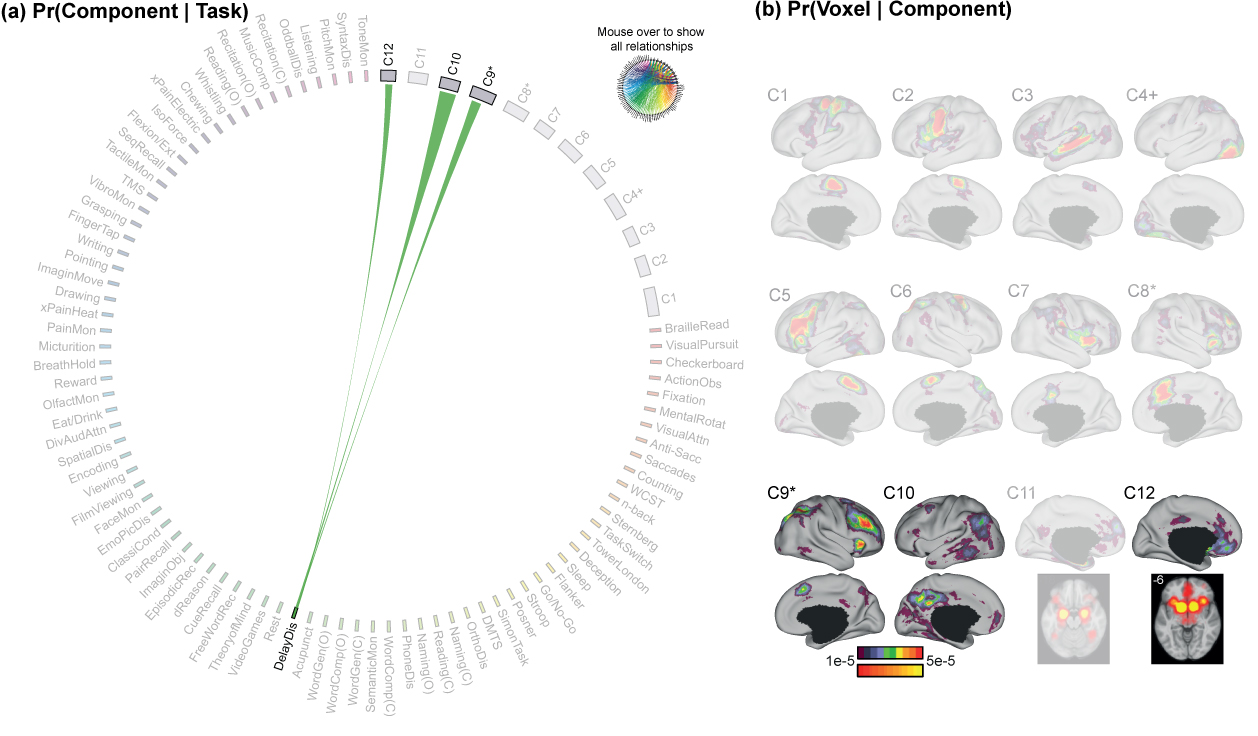 (a) Pr(Component | Task)
(b) Pr(Voxel | Component)
Mouse over to show
all relationships
C12
C11
C10
C9*
C8*
C7
C6
C5
C4+
C3
C2
C1
BrailleRead
VisualPursuit
Checkerboard
ActionObs
Fixation
MentalRotat
VisualAttn
Anti-Sacc
Saccades
Counting
WCST
n-back
Sternberg
TaskSwitch
TowerLondon
Deception
Sleep
Flanker
Go/No-Go
Stroop
Posner
SimonTask
DMTS
OrthoDis
Naming(C)
Reading(C)
Naming(O)
PhoneDis
WordComp(C)
SemanticMon
WordGen(C)
WordComp(O)
WordGen(O)
Acupunct
DelayDis
Rest
VideoGames
TheoryofMind
FreeWordRec
CueRecall
dReason
EpisodicRec
ImaginObj
PairRecall
ClassiCond
EmoPicDis
FaceMon
FilmViewing
Viewing
Encoding
SpatialDis
DivAudAttn
Eat/Drink
OlfactMon
Reward
BreathHold
Micturition
PainMon
xPainHeat
Drawing
ImaginMove
Pointing
Writing
FingerTap
Grasping
VibroMon
TMS
TactileMon
SeqRecall
Flexion/Ext
IsoForce
xPainElectric
Chewing
Whistling
Reading(O)
Recitation(O)
MusicComp
Recitation(C)
OddballDis
Listening
PitchMon
SyntaxDis
ToneMon
C1
C2
C3
C4+
C5
C6
C7
C8*
C9*
C10
C11
C12
-6
1e-5
5e-5